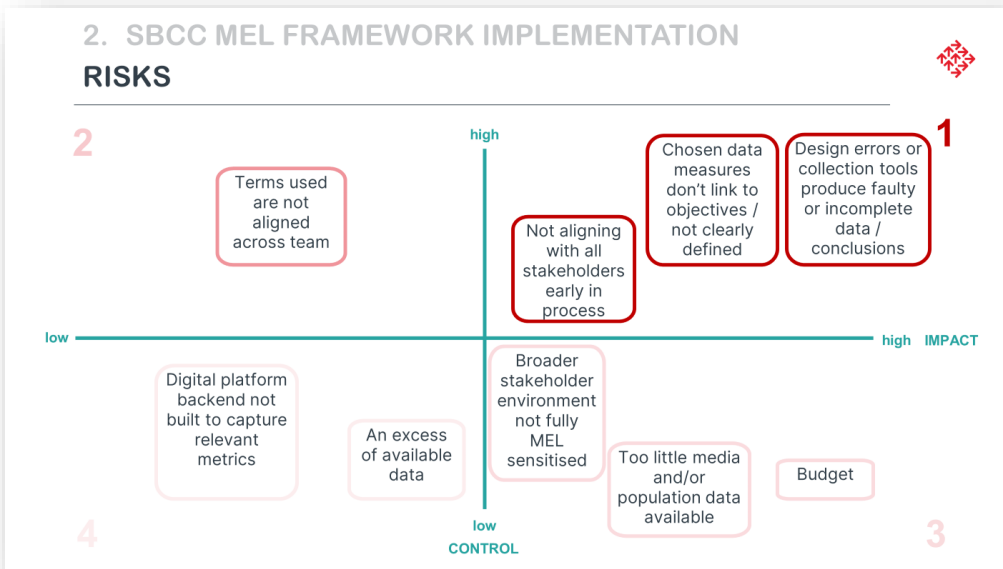 2. SBCC MEL FRAMEWORK IMPLEMENTATION
RISKS
2
high
1
Terms used
are not
aligned
across team
Not aligning
with all
stakeholders
early in
process
Chosen data
measures
don't link to
objectives /
not clearly
defined
Design errors or
collection tools
produce faulty
or incomplete
data /
conclusions
low
high IMPACT
Digital platform
backend not
built to capture
relevant
metrics
An excess
of available
data
Broader
stakeholder
environment
not fully
MEL
sensitised
Too little media
and/or
population data
available
Budget
4
low
CONTROL
3